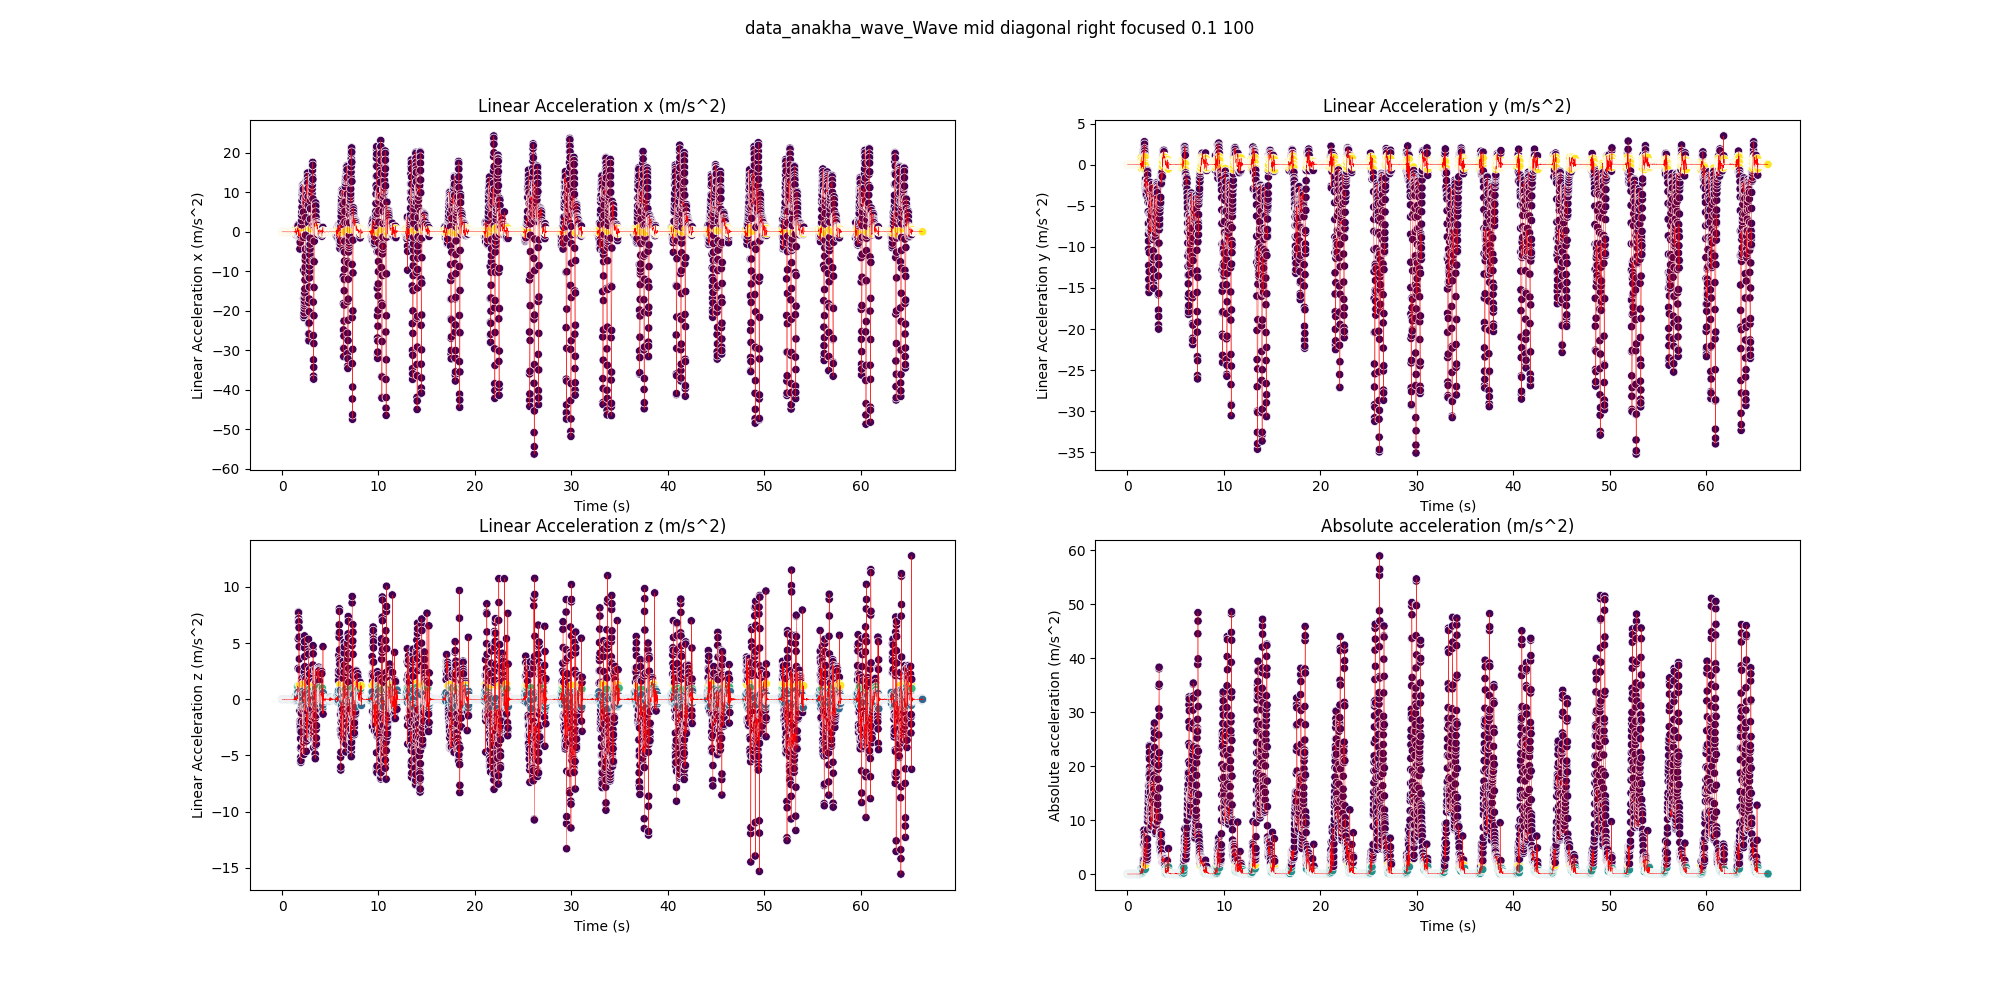 data_anakha_wave_Wave mid diagonal right focused 0.1 100
Linear Acceleration x (m/s^2)
Linear Acceleration x (m/s^2)
20
10
0
−10
−20
−30
−40
−50
−60
0 10 20 30 40 50 60
Time (s)
Linear Acceleration y (m/s^2)
Linear Acceleration y (m/s^2)
5
0
−5
−10
−15
−20
−25
−30
−35
0 10 20 30 40 50 60
Time (s)
Linear Acceleration z (m/s^2)
Linear Acceleration z (m/s^2)
10
5
0
−5
−10
−15
0 10 20 30 40 50 60
Time (s)
Absolute acceleration (m/s^2)
Absolute acceleration (m/s^2)
60
50
40
30
20
10
0
0 10 20 30 40 50 60
Time (s)